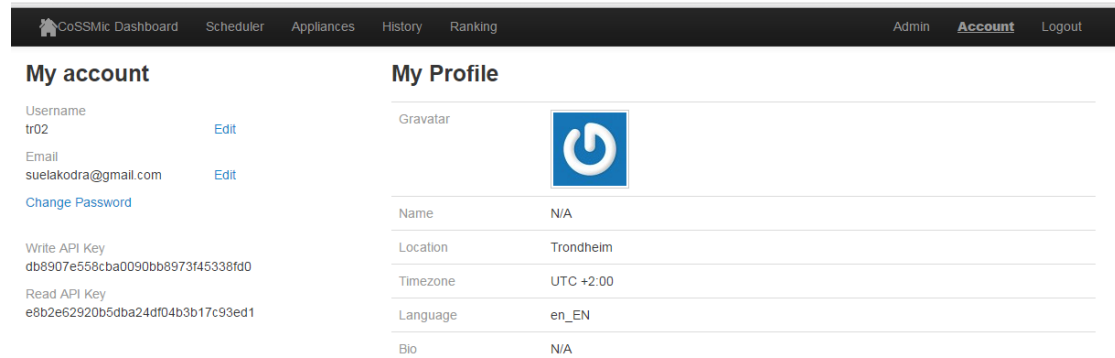 CoSSMic Dashboard Scheduler Appliances History Ranking Admin Account Logout
My account
Username
tr02 Edit
Email
suelakodra@gmail.com Edit
Change Password
Write API Key
db8907e558cba0090bb8973f45338fd0
Read API Key
e8b2e62920b5dba24df04b3b17c93ed1
My Profile
Gravatar
Name N/A
Location Trondheim
Timezone UTC +2:00
Language en_EN
Bio N/A